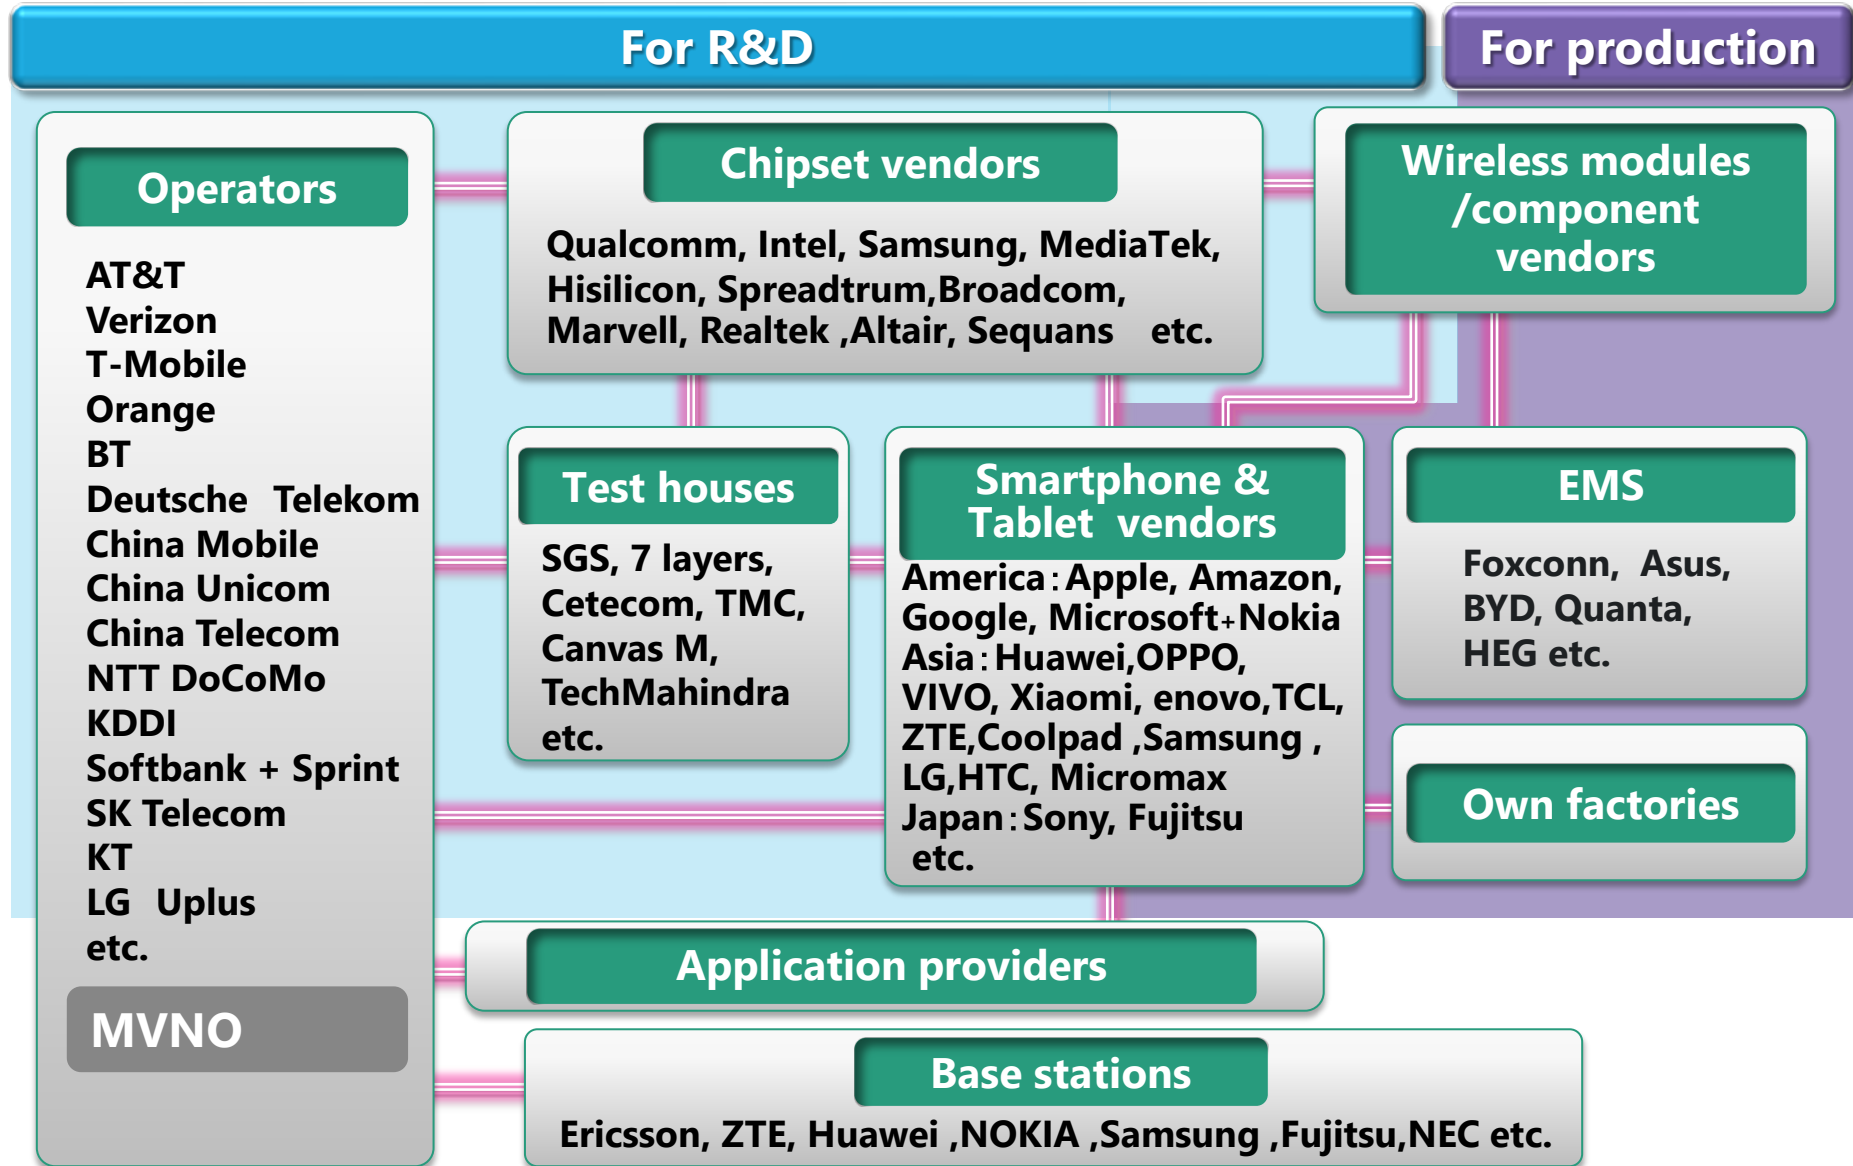 For R&D
For production
Operators
AT&T
Verizon
T-Mobile
Orange
BT
Deutsche Telekom
China Mobile
China Unicom
China Telecom
NTT DoCoMo
KDDI
Softbank + Sprint
SK Telecom
KT
LG Uplus
etc.
MVNO
Chipset vendors
Qualcomm, Intel, Samsung, MediaTek,
Hisilicon, Spreadtrum,Broadcom,
Marvell, Realtek ,Altair, Sequans etc.
Wireless modules
/component
vendors
Test houses
SGS, 7 layers,
Cetecom, TMC,
Canvas M,
TechMahindra
etc.
Smartphone &
Tablet vendors
America：Apple, Amazon,
Google, Microsoft+Nokia
Asia：Huawei,OPPO,
VIVO, Xiaomi, enovo,TCL,
ZTE,Coolpad ,Samsung ,
LG,HTC, Micromax
Japan：Sony, Fujitsu
etc.
EMS
Foxconn, Asus,
BYD, Quanta,
HEG etc.
Own factories
Application providers
Base stations
Ericsson, ZTE, Huawei ,NOKIA ,Samsung ,Fujitsu,NEC etc.